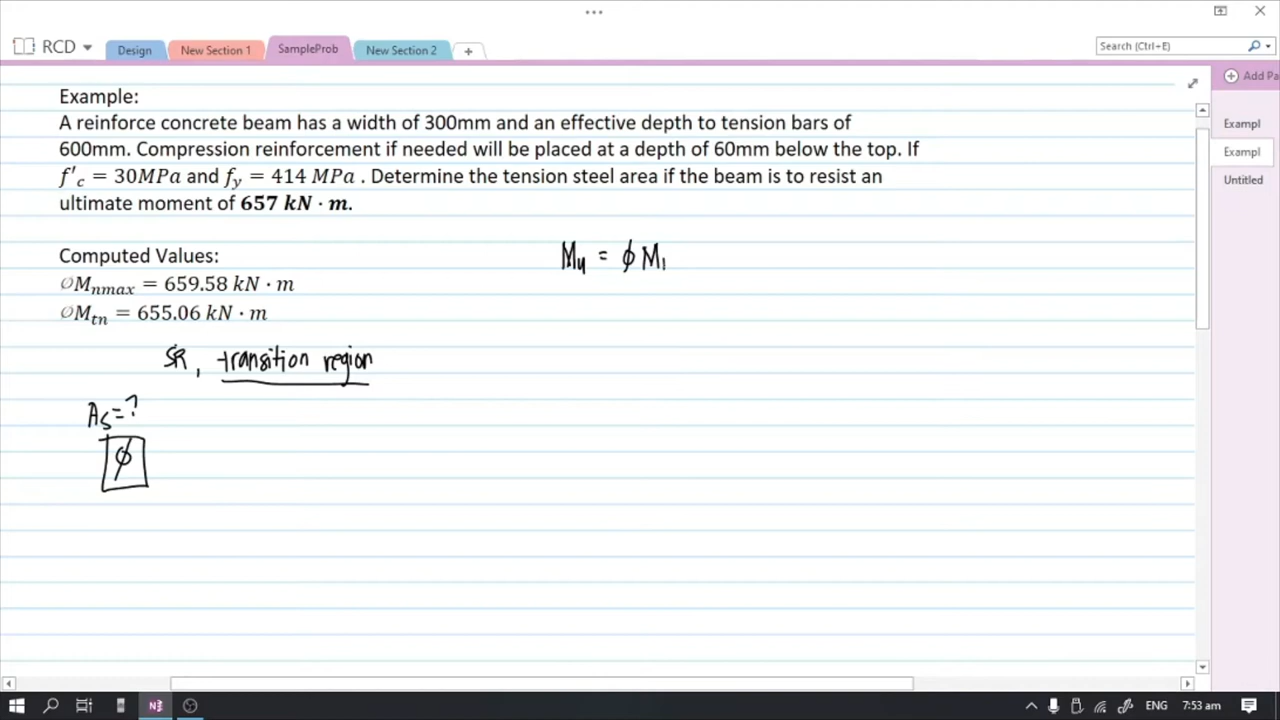 RCD
Design
New Section 1
SampleProb
New Section 2
+
Search (Ctrl+E)
Add Pa
Exampl
Exampl
Untitled
Example:
A reinforce concrete beam has a width of 300mm and an effective depth to tension bars of
600mm. Compression reinforcement if needed will be placed at a depth of 60mm below the top. If
f'c = 30MPa and fy = 414 MPa . Determine the tension steel area if the beam is to resist an
ultimate moment of 657 kN · m.
Computed Values:
∅Mnmax = 659.58 kN · m
∅Mtn = 655.06 kN · m
Mu = ϕ M
SR, transition region
As = ?
ϕ
ENG
7:53 am